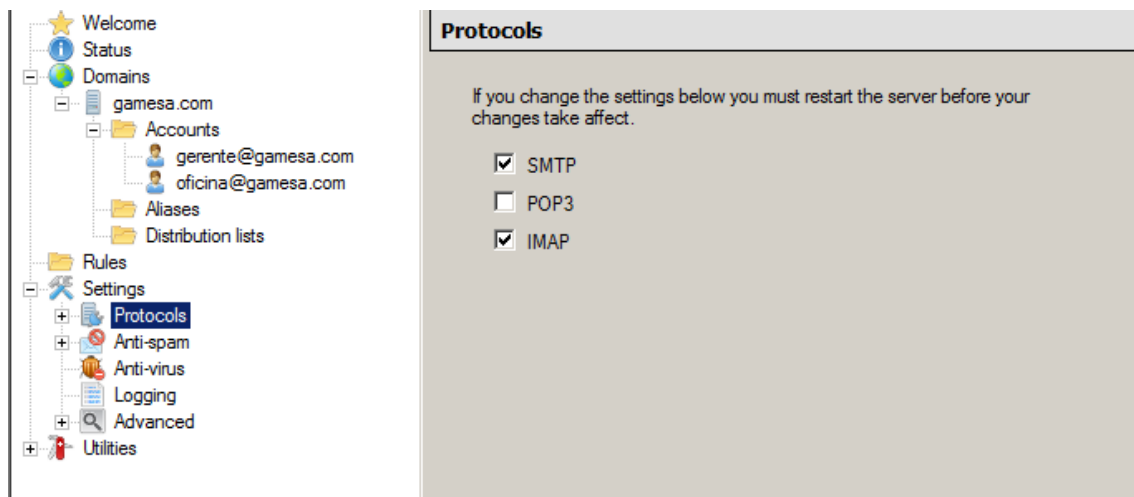 Welcome
Status
Domains
gamesa.com
Accounts
gerente@gamesa.com
oficina@gamesa.com
Aliases
Distribution lists
Rules
Settings
Protocols
Anti-spam
Anti-virus
Logging
Advanced
Utilities
Protocols
If you change the settings below you must restart the server before your
changes take affect.
SMTP
POP3
IMAP